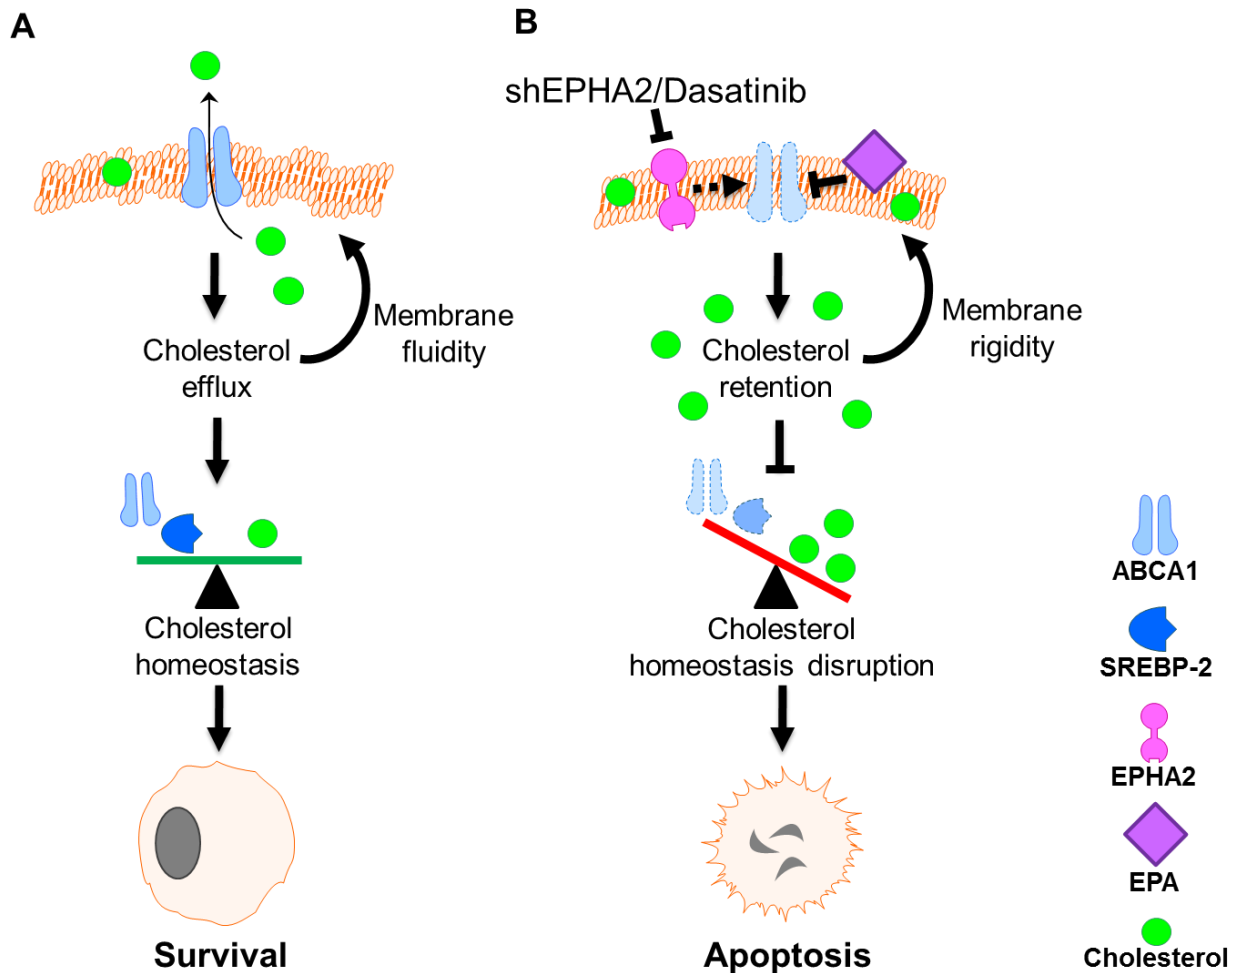 A
Cholesterol
efflux
Membrane
fluidity
Cholesterol
homeostasis
Survival
B
shEPHA2/Dasatinib
Cholesterol
retention
Membrane
rigidity
Cholesterol
homeostasis disruption
Apoptosis
ABCA1
SREBP-2
EPHA2
EPA
Cholesterol